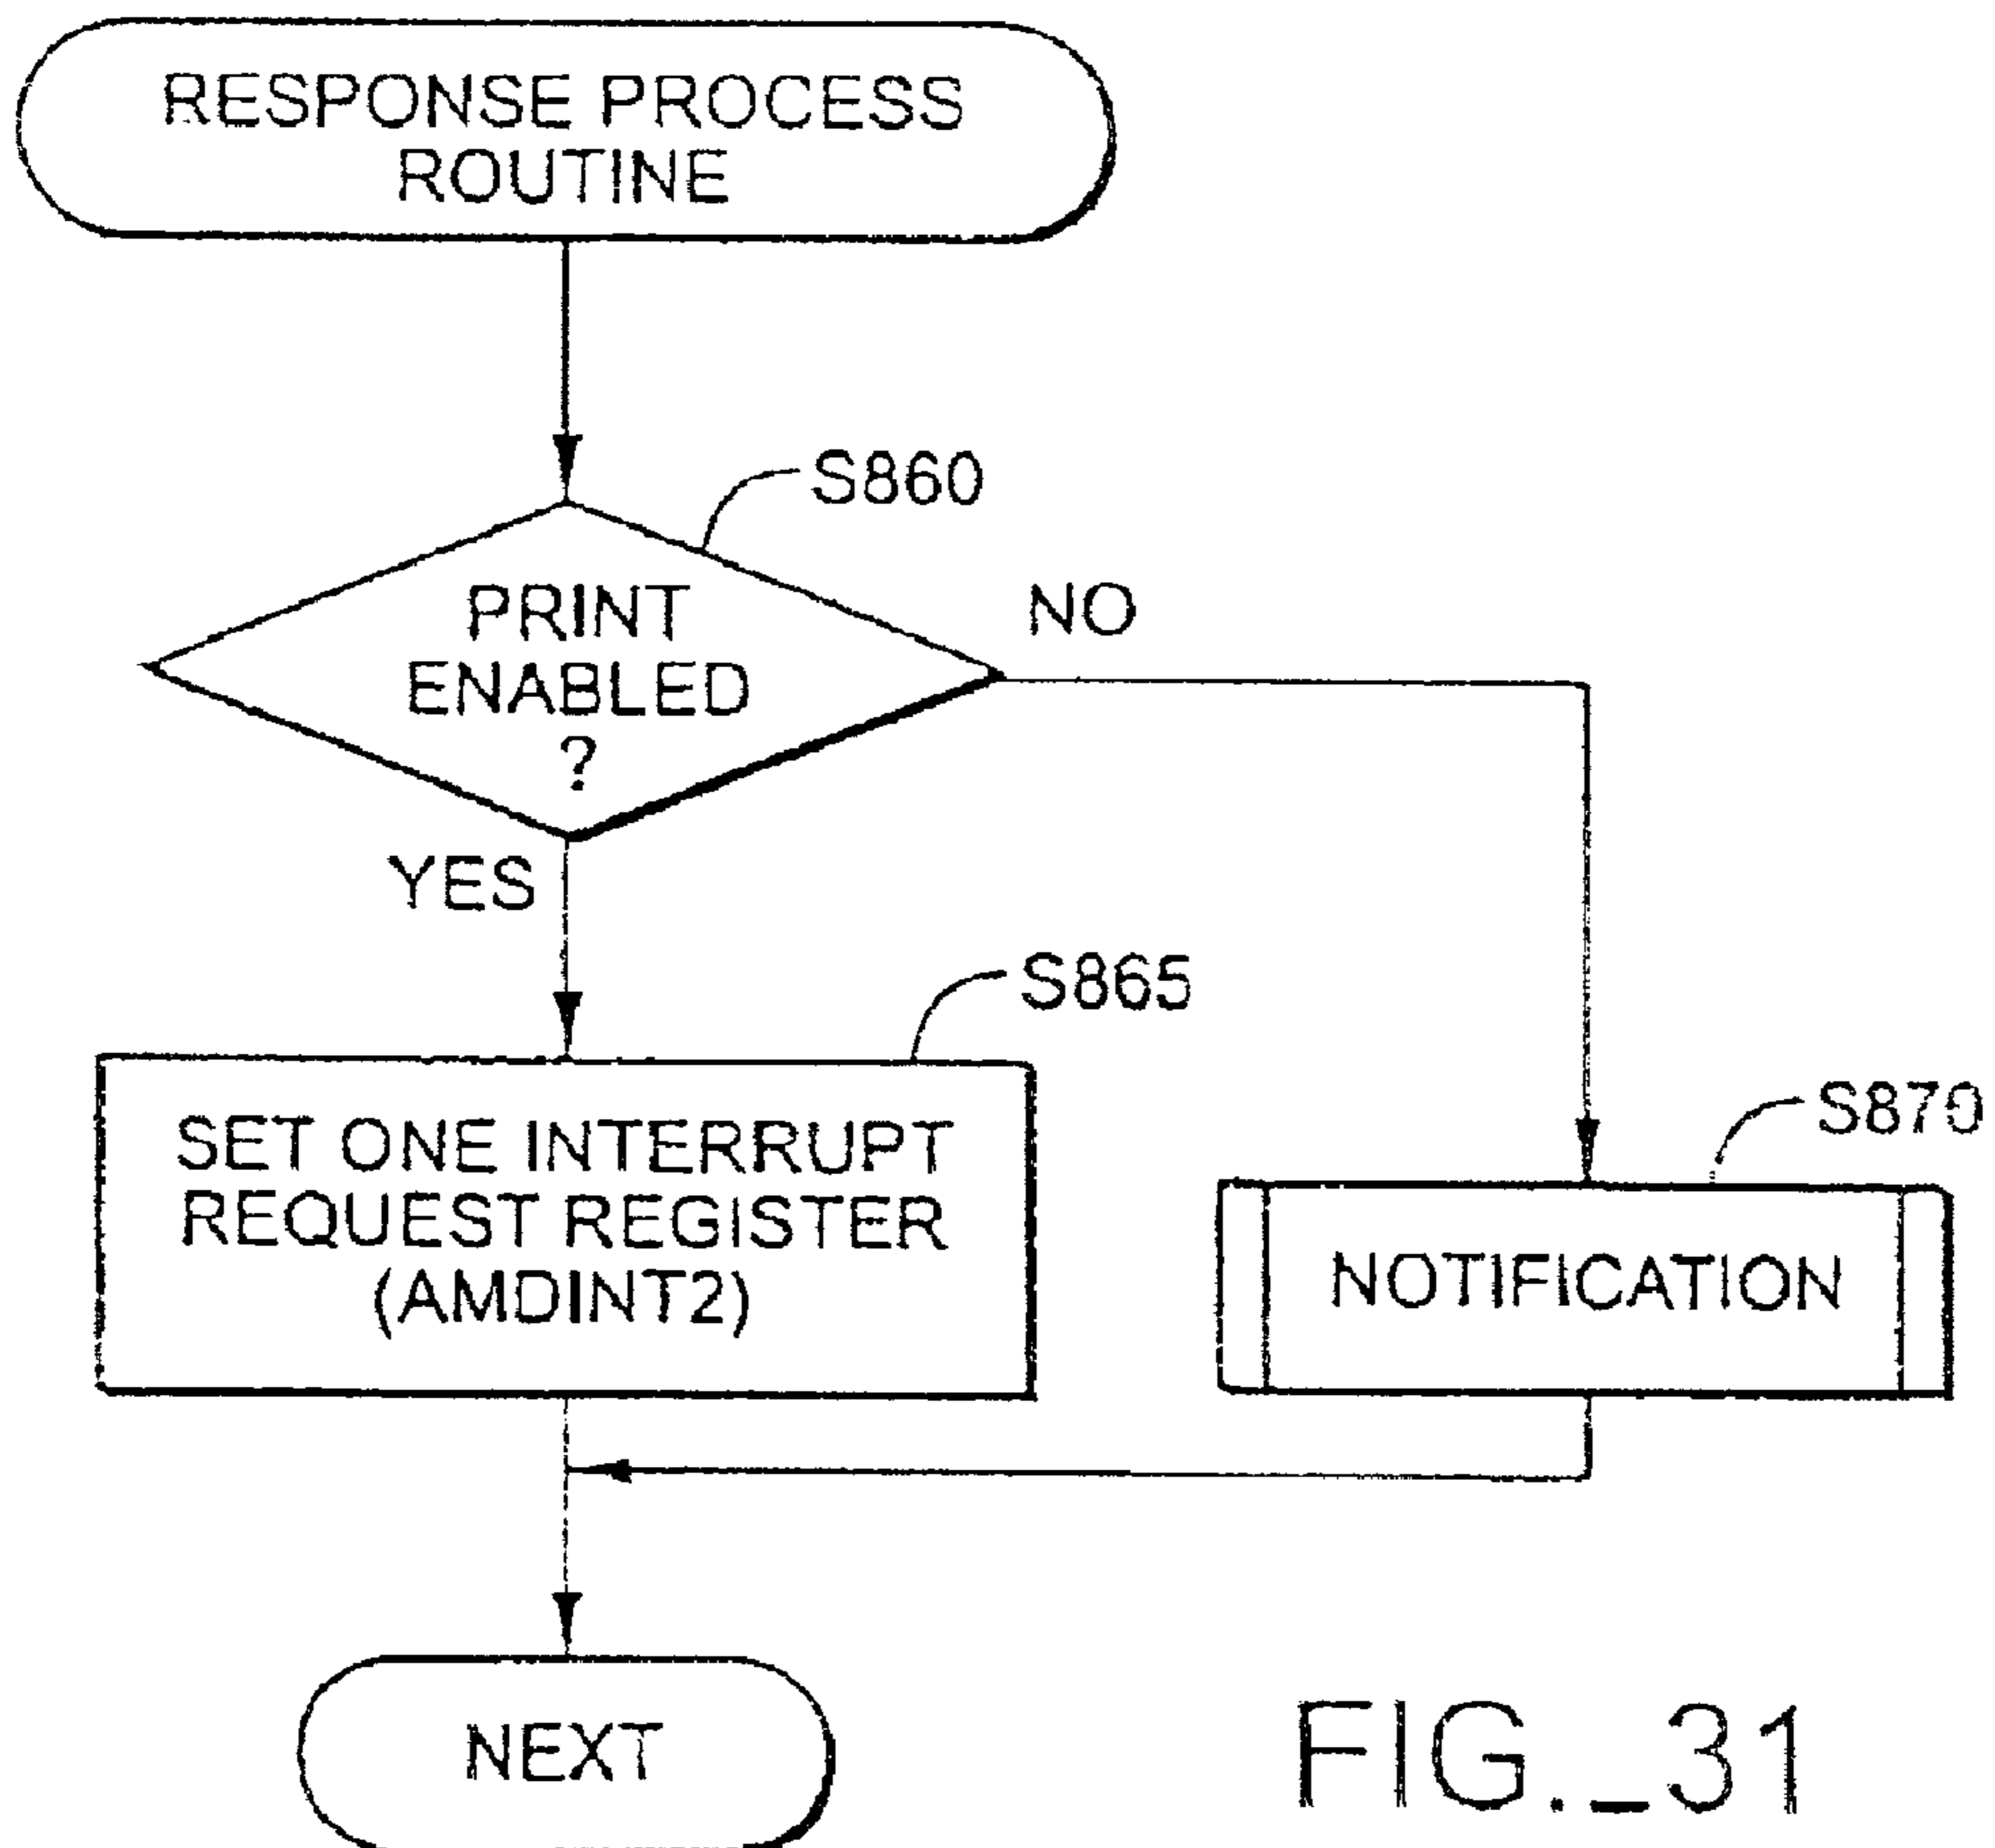 RESPONSE PROCESS
ROUTINE
S860
PRINT
ENABLED
?
NO
YES
S865
SET ONE INTERRUPT
REQUEST REGISTER
(AMDINT2)
S870
NOTIFICATION
NEXT
FIG._31